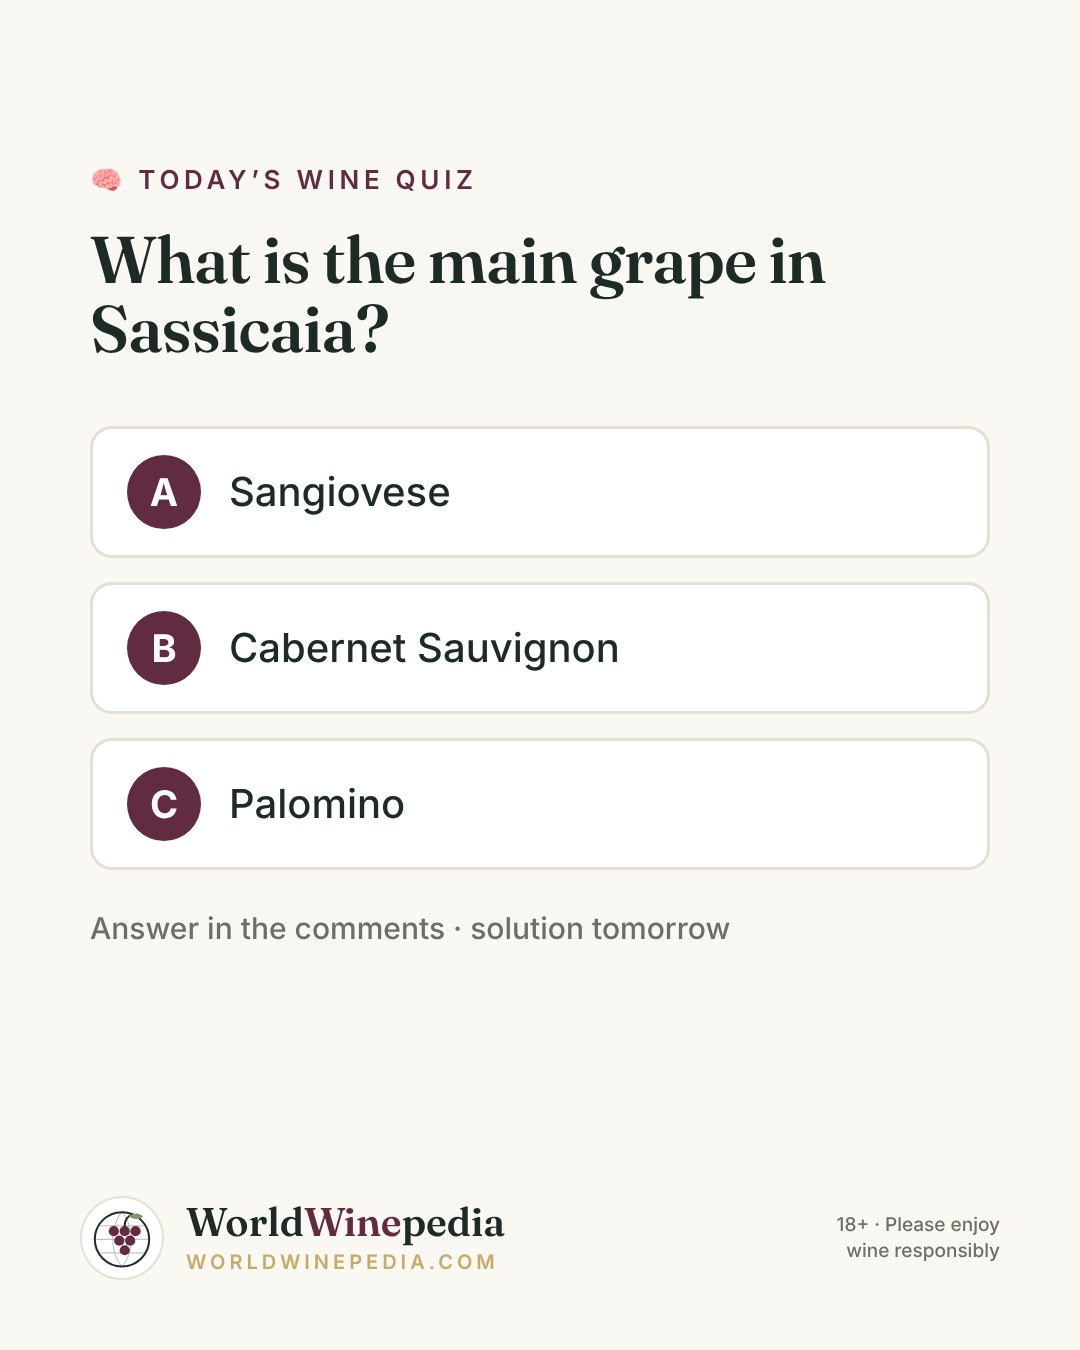 🧠 TODAY’S WINE QUIZ
What is the main grape in
Sassicaia?
A Sangiovese
B Cabernet Sauvignon
C Palomino
Answer in the comments · solution tomorrow
WorldWinepedia
WORLDWINEPEDIA.COM
18+ · Please enjoy
wine responsibly